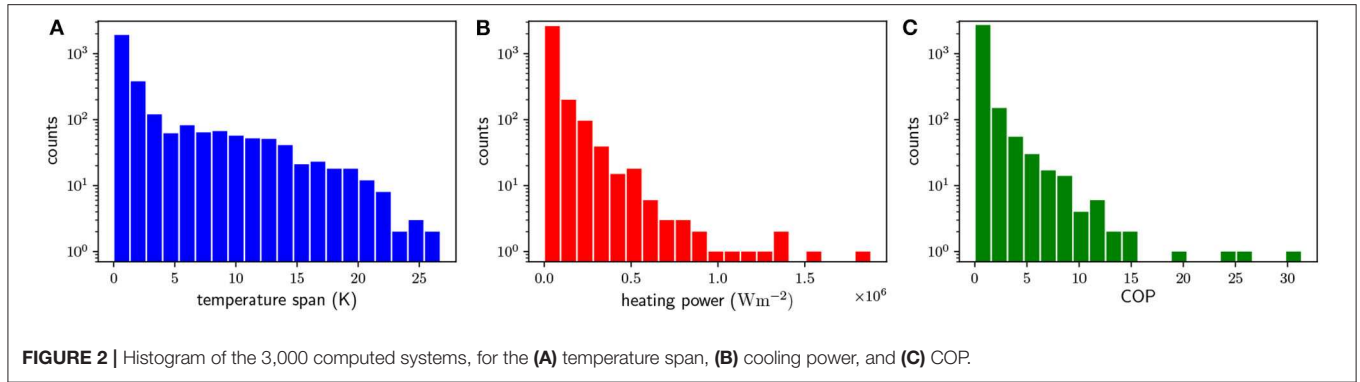 A
B
C
10³
10²
10¹
10⁰
counts
0 5 10 15 20 25
temperature span (K)
10³
10²
10¹
10⁰
counts
0.0 0.5 1.0 1.5
×10⁶
heating power (Wm⁻²)
10³
10²
10¹
10⁰
counts
0 5 10 15 20 25 30
COP
FIGURE 2 | Histogram of the 3,000 computed systems, for the (A) temperature span, (B) cooling power, and (C) COP.